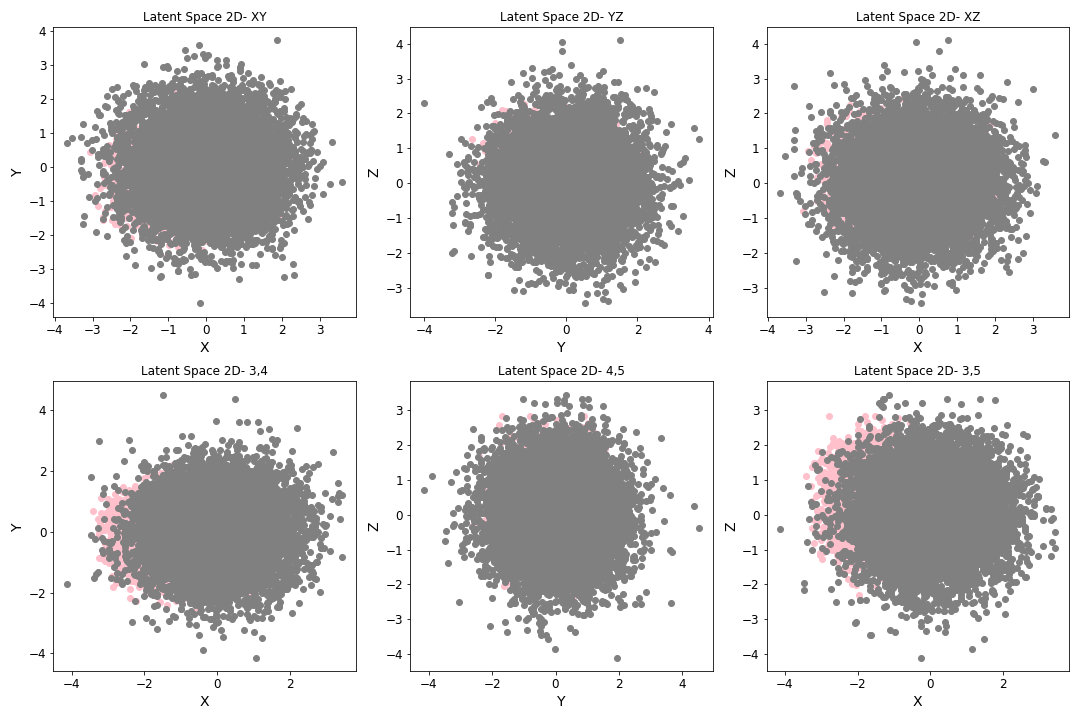 Latent Space 2D- XY
4
3
2
1
0
−1
−2
−3
−4
Y
−4 −3 −2 −1 0 1 2 3
X
Latent Space 2D- YZ
4
3
2
1
0
−1
−2
−3
Z
−4 −2 0 2 4
Y
Latent Space 2D- XZ
4
3
2
1
0
−1
−2
−3
Z
−4 −3 −2 −1 0 1 2 3
X
Latent Space 2D- 3,4
4
2
0
−2
−4
Y
−4 −2 0 2
X
Latent Space 2D- 4,5
3
2
1
0
−1
−2
−3
−4
Z
−4 −2 0 2 4
Y
Latent Space 2D- 3,5
3
2
1
0
−1
−2
−3
−4
Z
−4 −2 0 2
X